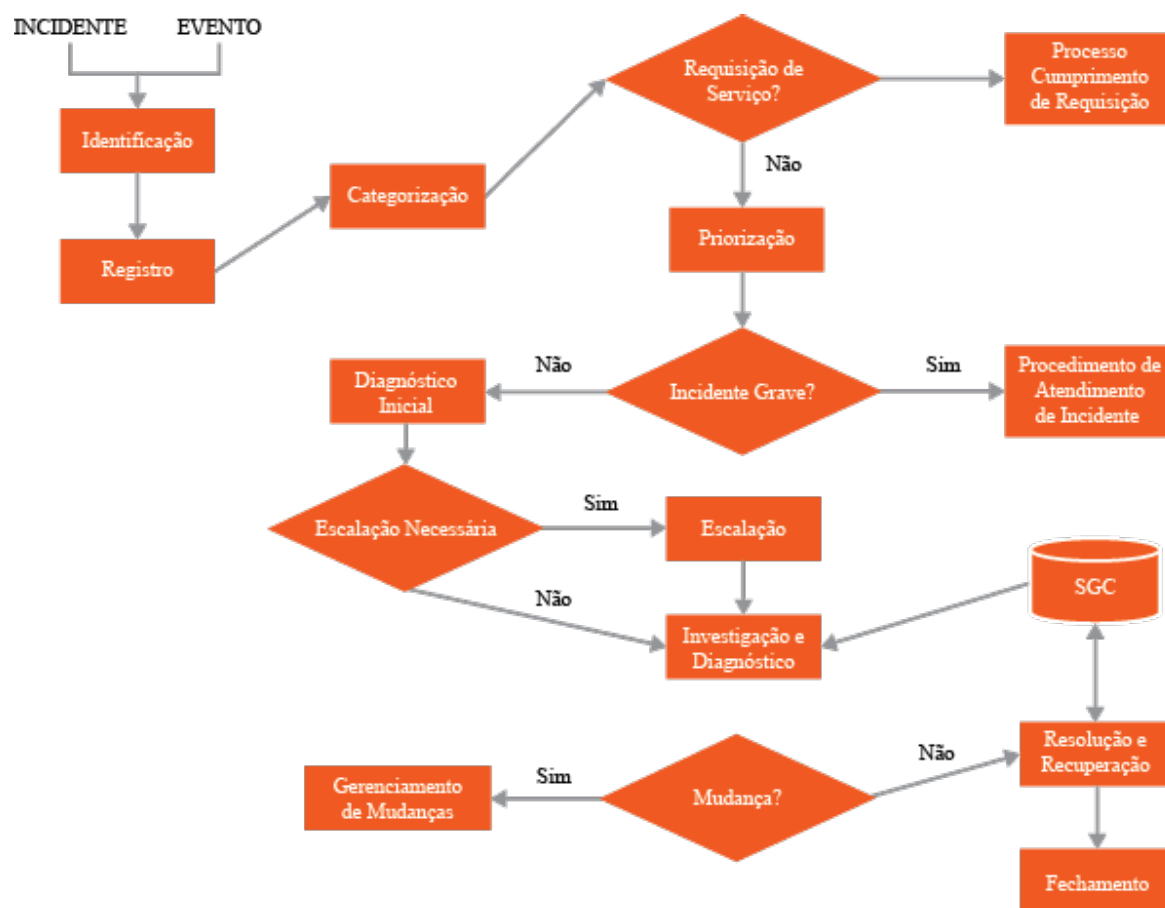 INCIDENTE
EVENTO
Identificação
Registro
Categorização
Requisição de
Serviço?
Processo
Cumprimento
de Requisição
Não
Priorização
Incidente Grave?
Sim
Procedimento de
Atendimento
de Incidente
Não
Diagnóstico
Inicial
Escalação Necessária
Sim
Escalação
Não
Investigação e
Diagnóstico
SGC
Mudança?
Sim
Gerenciamento
de Mudanças
Não
Resolução e
Recuperação
Fechamento